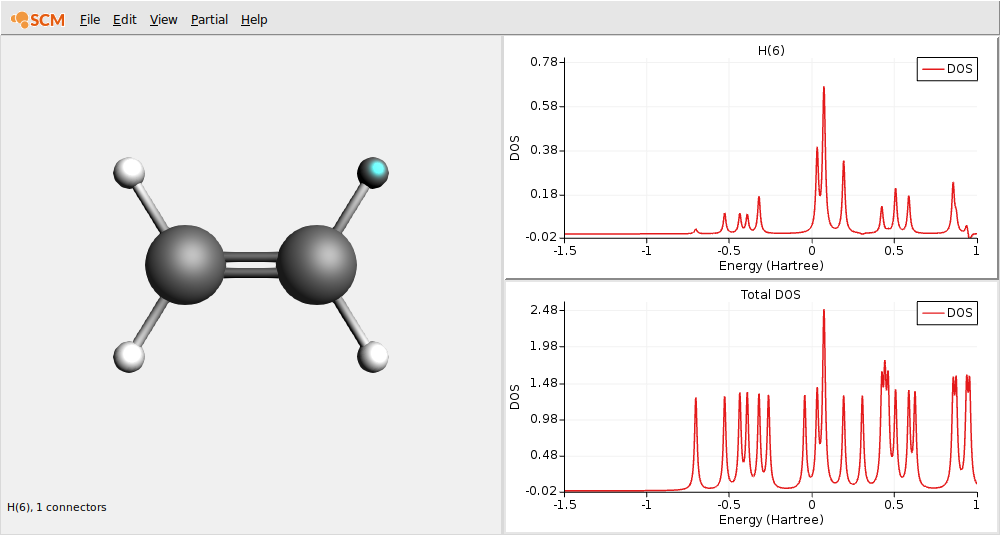 SCM File Edit View Partial Help
H(6)
DOS
0.78
0.58
0.38
0.18
-0.02
DOS
-1.5 -1 -0.5 0 0.5 1
Energy (Hartree)
Total DOS
DOS
2.48
1.98
1.48
0.98
0.48
-0.02
DOS
-1.5 -1 -0.5 0 0.5 1
Energy (Hartree)
H(6), 1 connectors